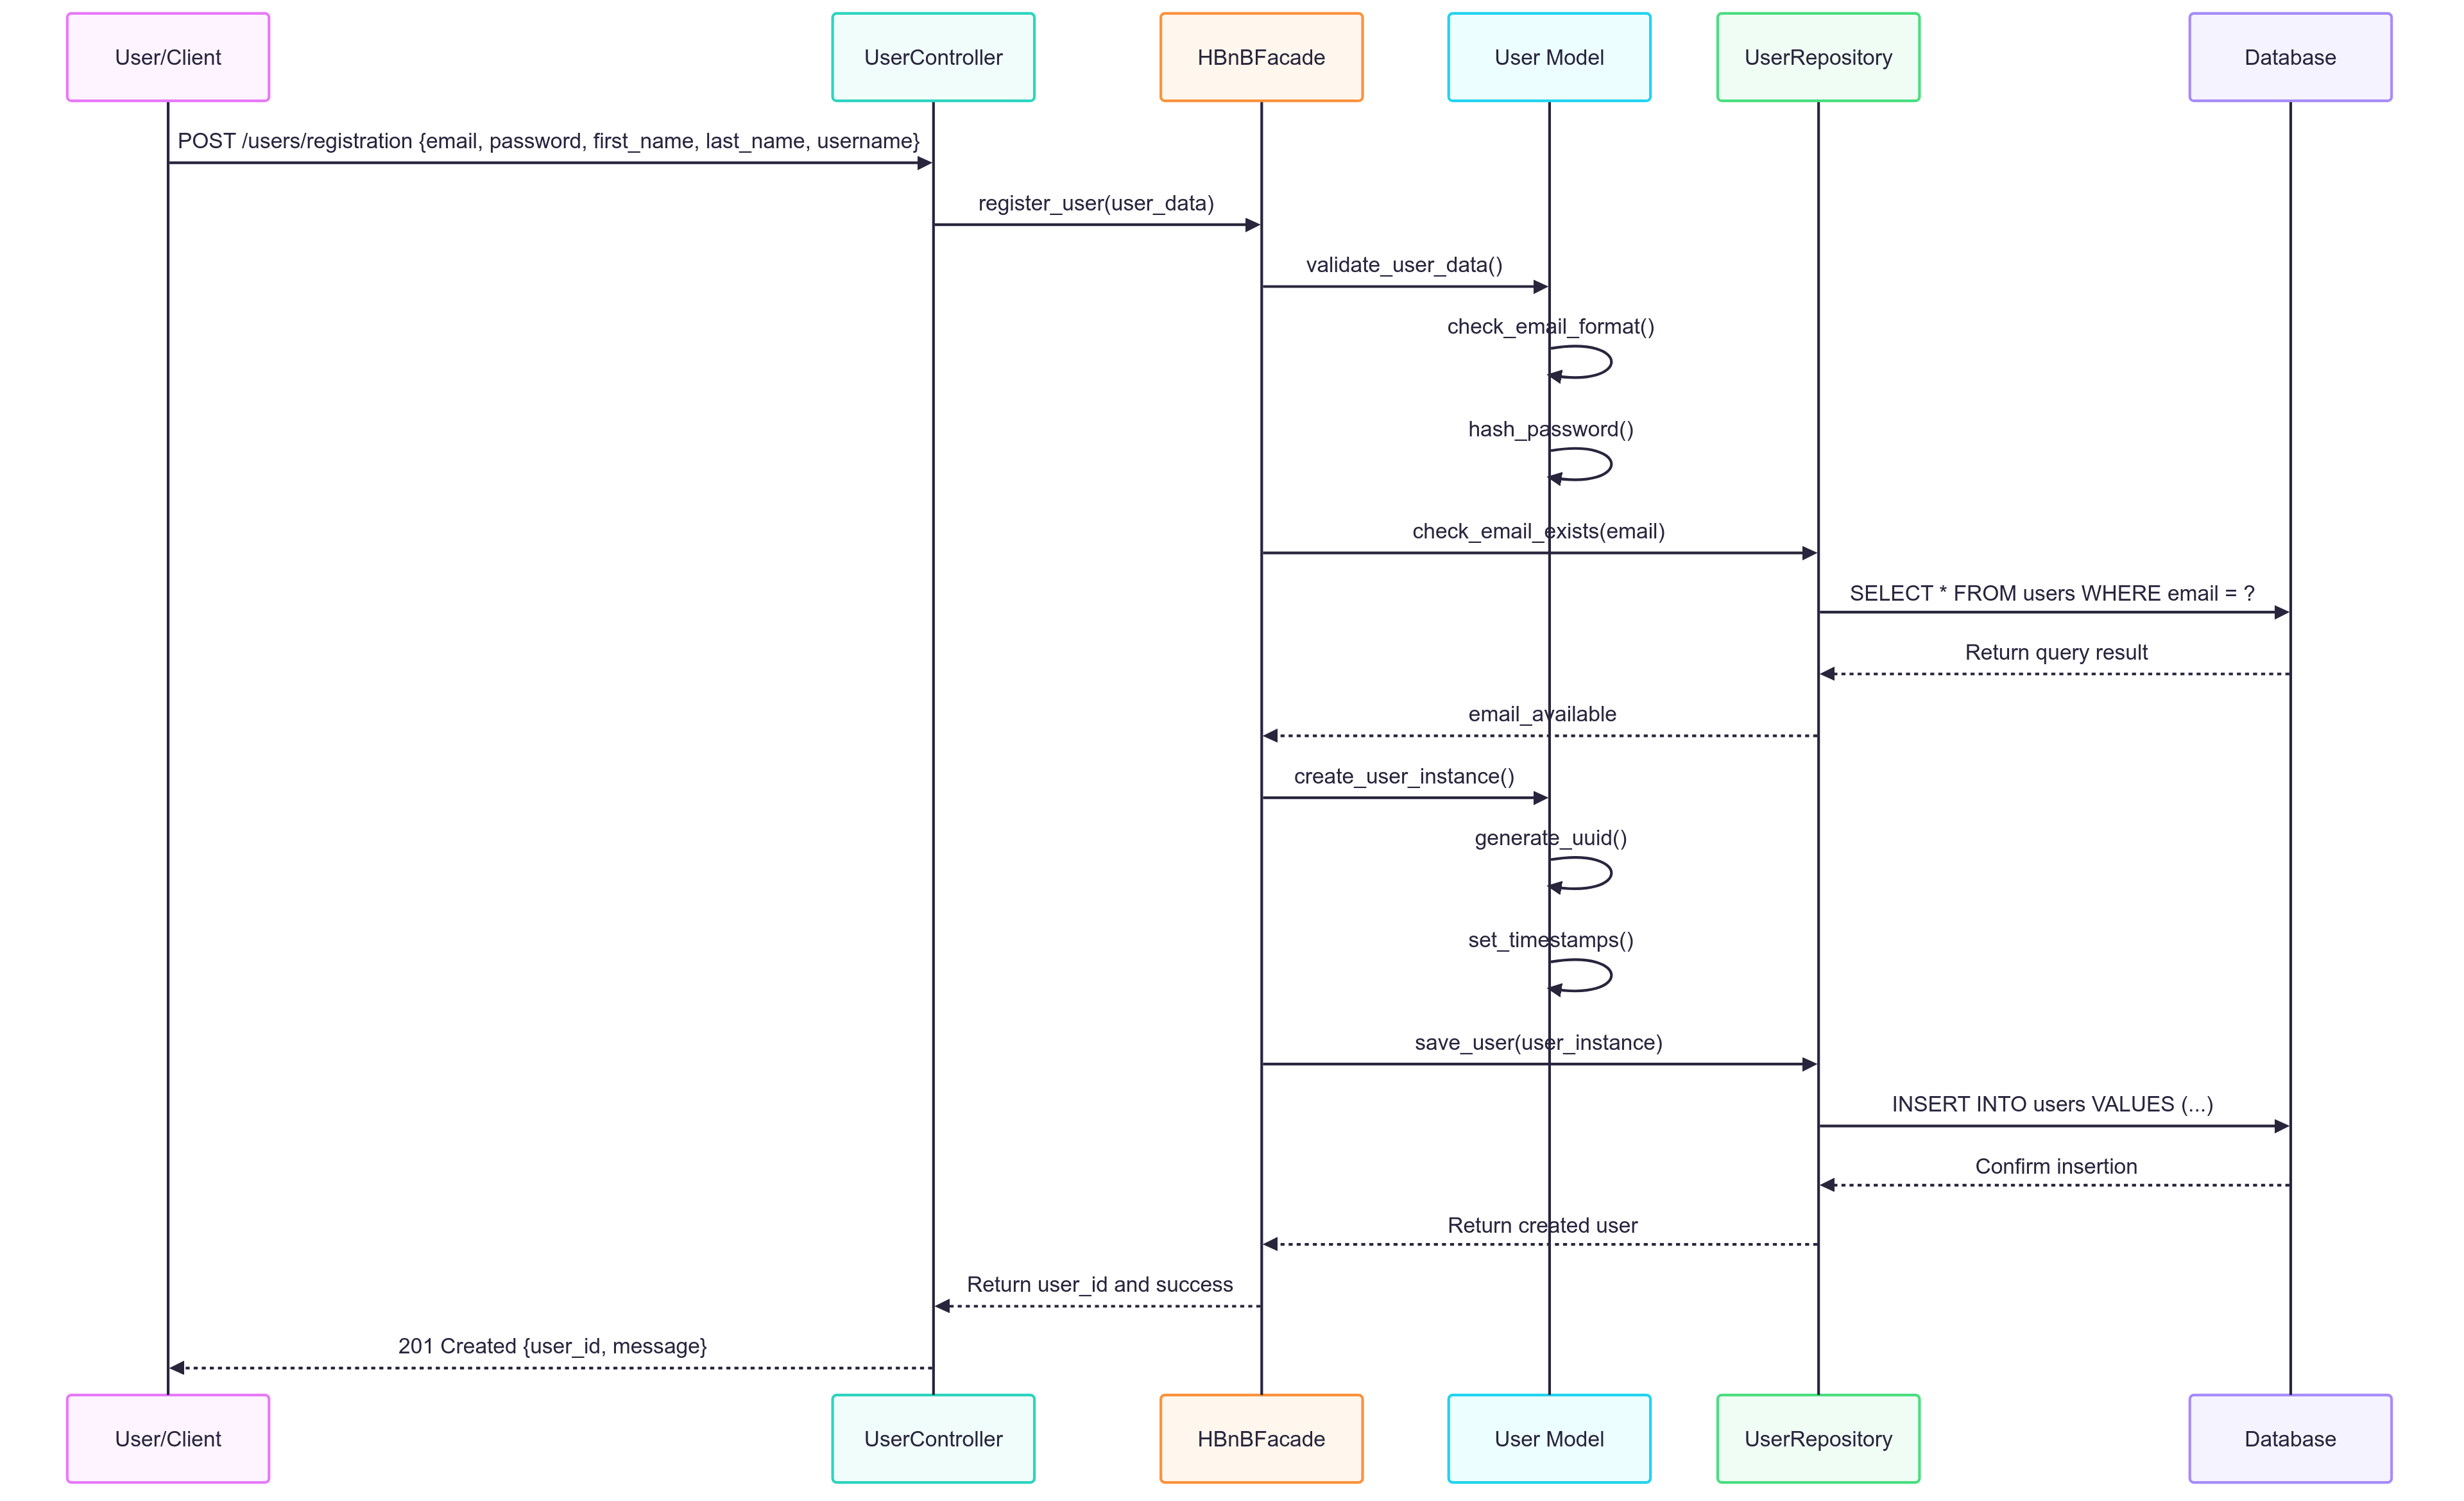 User/Client
UserController
HBnBFacade
User Model
UserRepository
Database
POST /users/registration {email, password, first_name, last_name, username}
register_user(user_data)
validate_user_data()
check_email_format()
hash_password()
check_email_exists(email)
SELECT * FROM users WHERE email = ?
Return query result
email_available
create_user_instance()
generate_uuid()
set_timestamps()
save_user(user_instance)
INSERT INTO users VALUES (...)
Confirm insertion
Return created user
Return user_id and success
201 Created {user_id, message}
User/Client
UserController
HBnBFacade
User Model
UserRepository
Database